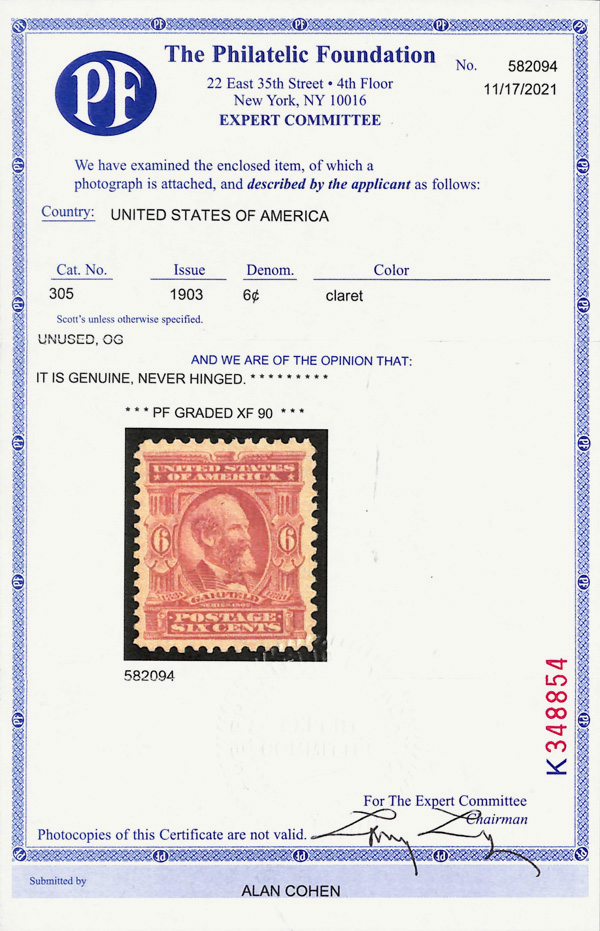 PF
The Philatelic Foundation
22 East 35th Street • 4th Floor
New York, NY 10016
EXPERT COMMITTEE
No. 582094
11/17/2021
We have examined the enclosed item, of which a
photograph is attached, and described by the applicant as follows:
Country: UNITED STATES OF AMERICA
Cat. No. Issue Denom. Color
305 1903 6¢ claret
Scott's unless otherwise specified.
UNUSED, OG
AND WE ARE OF THE OPINION THAT:
IT IS GENUINE, NEVER HINGED. * * * * * * * * *
* * * PF GRADED XF 90 * * *
UNITED STATES
OF AMERICA
6 6
GARFIELD
SERIES 1902
POSTAGE
SIX CENTS
582094
K348854
For The Expert Committee
Chairman
Photocopies of this Certificate are not valid.
Submitted by
ALAN COHEN